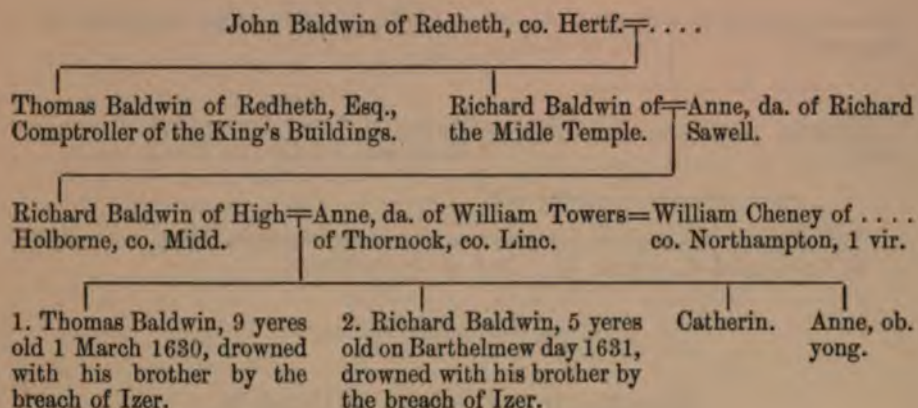 John Baldwin of Redheth, co. Hertf.=. . . .
Thomas Baldwin of Redheth, Esq.,
Comptroller of the King's Buildings.
Richard Baldwin of=Anne, da. of Richard
the Midle Temple. Sawell.
Richard Baldwin of High=Anne, da. of William Towers=William Cheney of . . . .
Holborne, co. Midd. of Thornock, co. Linc. co. Northampton, 1 vir.
1. Thomas Baldwin, 9 yeres
old 1 March 1630, drowned
with his brother by the
breach of Izer.
2. Richard Baldwin, 5 yeres
old on Barthelmew day 1631,
drowned with his brother by
the breach of Izer.
Catherin.
Anne, ob.
yong.